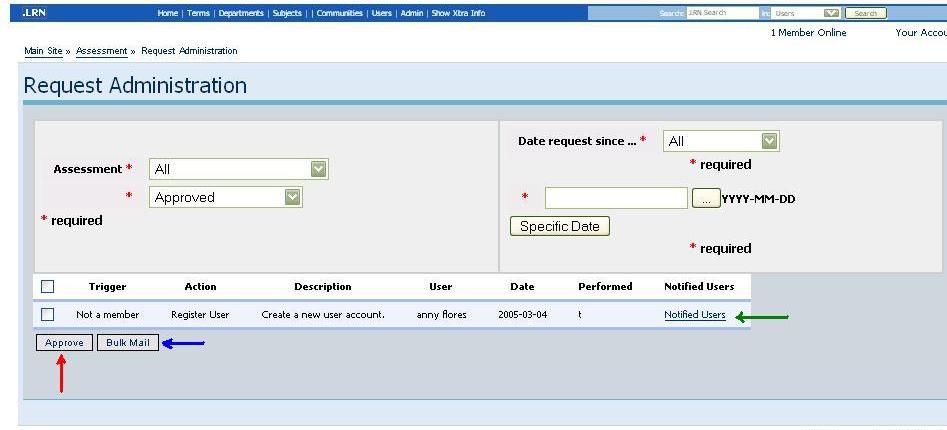 .LRN Home | Terms | Departments | Subjects | | Communities | Users | Admin | Show Xtra Info Search: .LRN Search in: Users Search
1 Member Online Your Accou
Main Site » Assessment » Request Administration
Request Administration
Assessment * All
* Approved
* required
Date request since ... * All
* required
* ... YYYY-MM-DD
Specific Date
* required
Trigger Action Description User Date Performed Notified Users
Not a member Register User Create a new user account. anny flores 2005-03-04 t Notified Users
Approve Bulk Mail